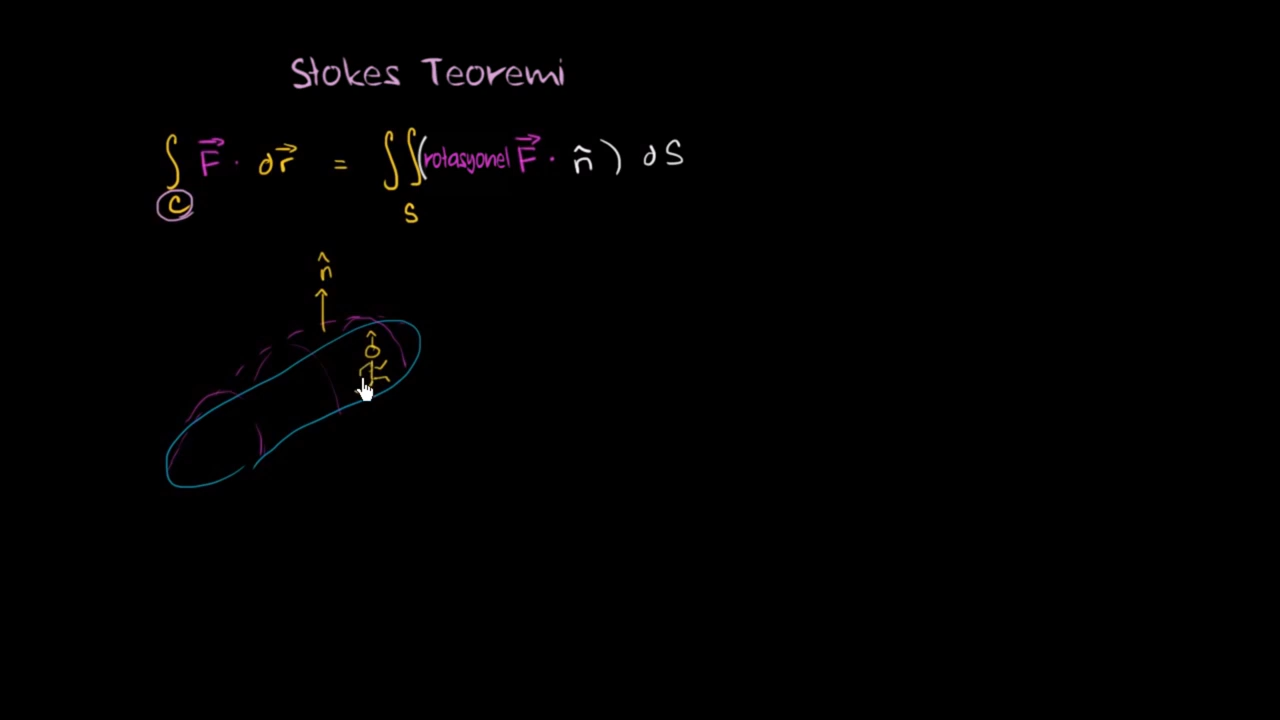 Stokes Teoremi
∫ F⃗ · dr⃗ = ∬ (rotasyonel F⃗ · n̂) dS
C S
n̂